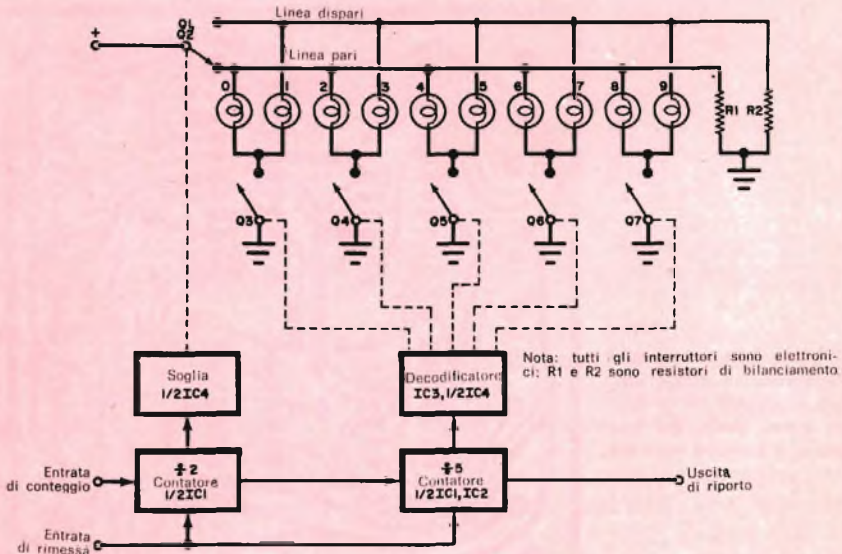 Linea dispari
Q1
Q2
+
Linea pari
0 1 2 3 4 5 6 7 8 9
R1 R2
Q3 Q4 Q5 Q6 Q7
Soglia
1/2IC4
Decodificatore
IC3, 1/2IC4
Nota: tutti gli interruttori sono elettroni-
ci: R1 e R2 sono resistori di bilanciamento
Entrata
di conteggio
÷2
Contatore
1/2IC1
÷5
Contatore
1/2IC1, IC2
Uscita
di riporto
Entrata
di rimessa